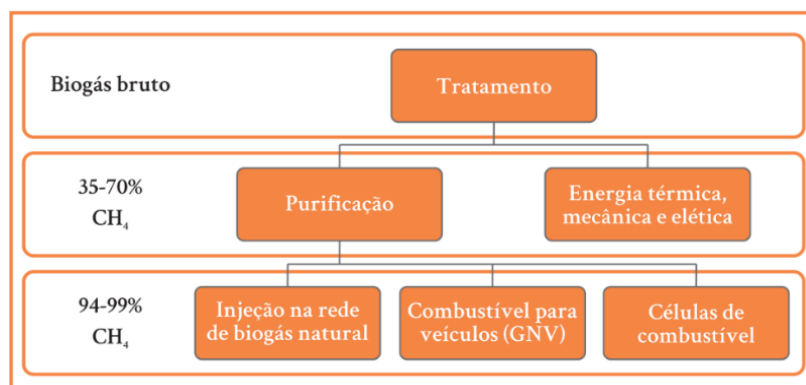 Biogás bruto
Tratamento
35-70%
CH₄
Purificação
Energia térmica,
mecânica e elética
94-99%
CH₄
Injeção na rede
de biogás natural
Combustível para
veículos (GNV)
Células de
combustível